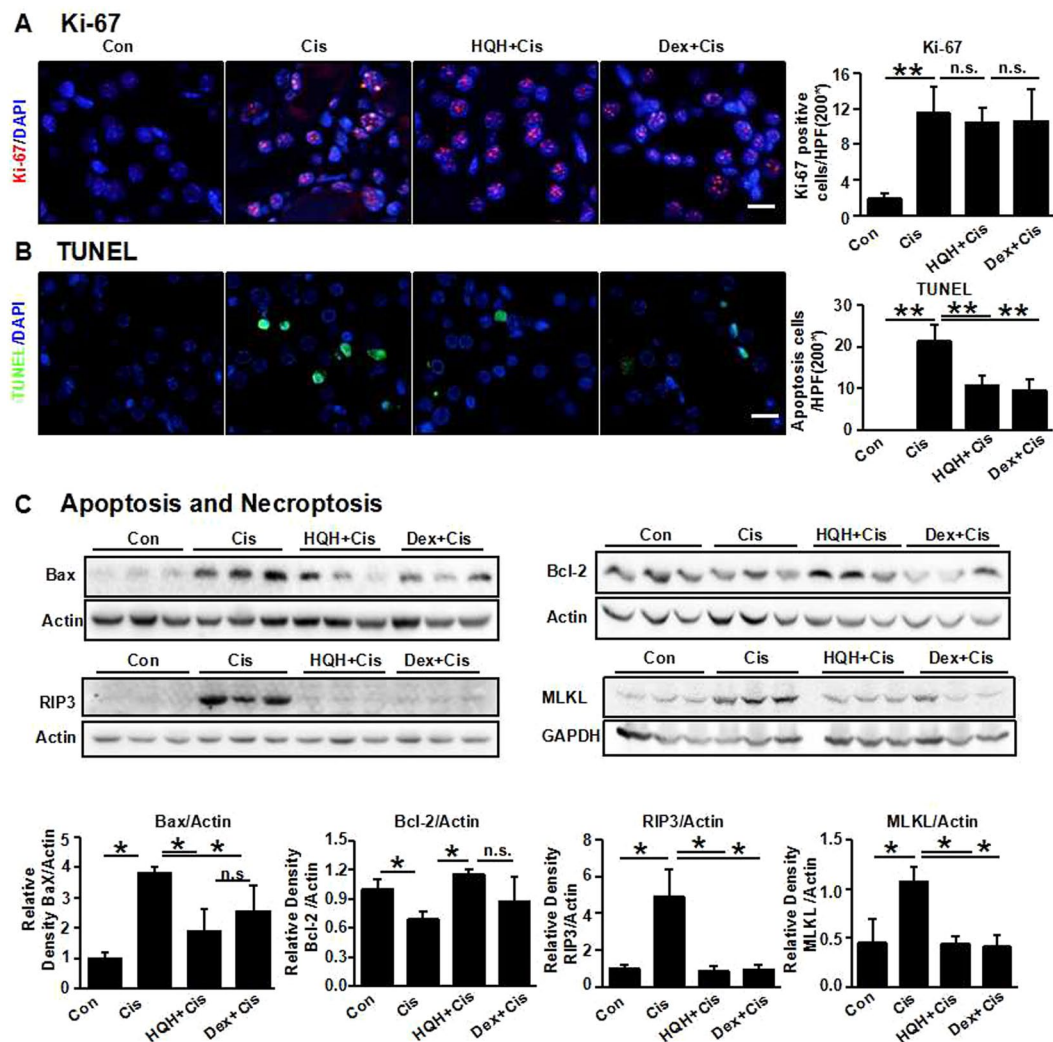 A Ki-67
Con Cis HQH+Cis Dex+Cis
Ki-67/DAPI
Ki-67
** n.s. n.s.
Ki-67 positive
cells/HPF(200*)
16
12
8
4
0
Con Cis HQH+Cis Dex+Cis
B TUNEL
TUNEL/DAPI
TUNEL
** ** **
Apoptosis cells
/HPF(200*)
30
20
10
0
Con Cis HQH+Cis Dex+Cis
C Apoptosis and Necroptosis
Con Cis HQH+Cis Dex+Cis
Bax
Actin
Con Cis HQH+Cis Dex+Cis
Bcl-2
Actin
Con Cis HQH+Cis Dex+Cis
RIP3
Actin
Con Cis HQH+Cis Dex+Cis
MLKL
GAPDH
Bax/Actin
* * *
n.s
Relative
Density BaX/Actin
5
4
3
2
1
0
Con Cis HQH+Cis Dex+Cis
Bcl-2/Actin
* * n.s.
Relative Density
Bcl-2 /Actin
1.5
1.2
0.9
0.6
0.3
0.0
Con Cis HQH+Cis Dex+Cis
RIP3/Actin
* * *
Relative Density
RIP3/Actin
8
6
4
2
0
Con Cis HQH+Cis Dex+Cis
MLKL/Actin
* * *
Relative Density
MLKL /Actin
1.5
1.0
0.5
0.0
Con Cis HQH+Cis Dex+Cis